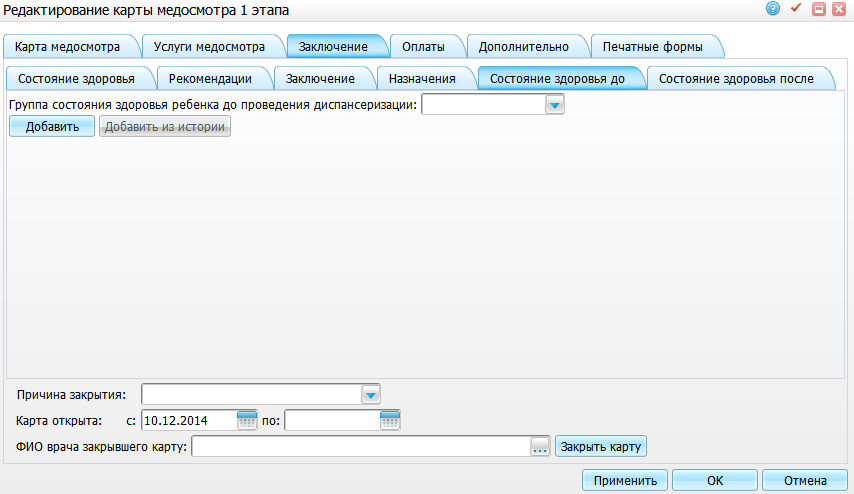 Редактирование карты медосмотра 1 этапа
Карта медосмотра Услуги медосмотра Заключение Оплаты Дополнительно Печатные формы
Состояние здоровья Рекомендации Заключение Назначения Состояние здоровья до Состояние здоровья после
Группа состояния здоровья ребенка до проведения диспансеризации:
Добавить Добавить из истории
Причина закрытия:
Карта открыта: с: 10.12.2014 по:
ФИО врача закрывшего карту: ... Закрыть карту
Применить OK Отмена